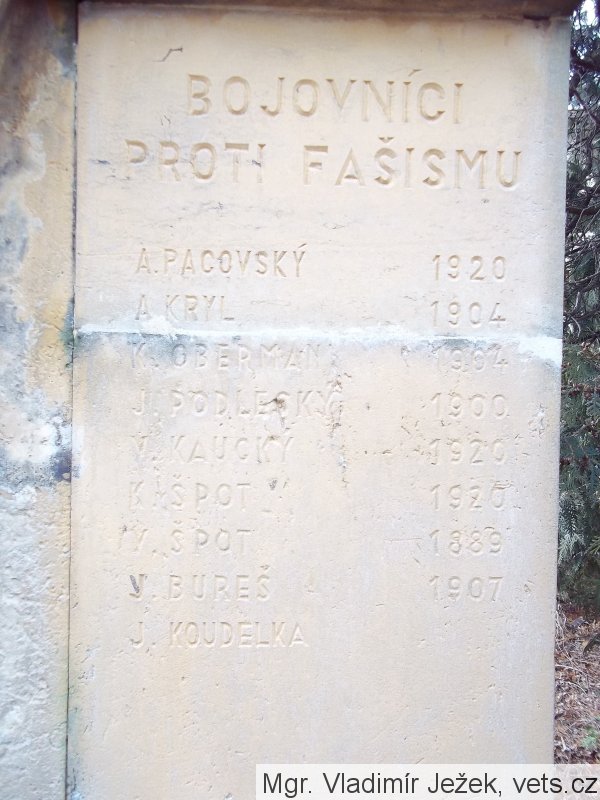 BOJOVNÍCI
PROTI FAŠISMU
A. PACOVSKÝ 1920
A. KRYL 1904
K. OBERMAN
J. PODLESKÝ 1900
V. KAUCKÝ 1920
K. ŠPOT 1920
V. ŠPOT 1889
J. BUREŠ 1907
J. KOUDELKA
Mgr. Vladimír Ježek, vets.cz